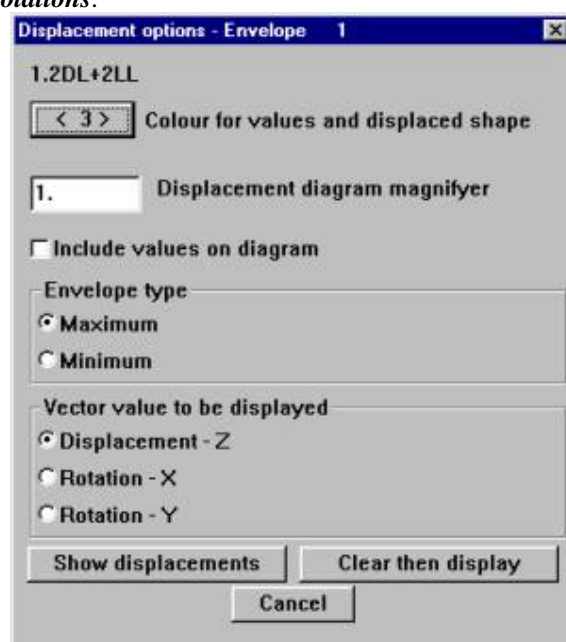 otations.
Displacement options - Envelope 1
1.2DL+2LL
< 3 > Colour for values and displaced shape
1. Displacement diagram magnifyer
Include values on diagram
Envelope type
Maximum
Minimum
Vector value to be displayed
Displacement - Z
Rotation - X
Rotation - Y
Show displacements Clear then display
Cancel